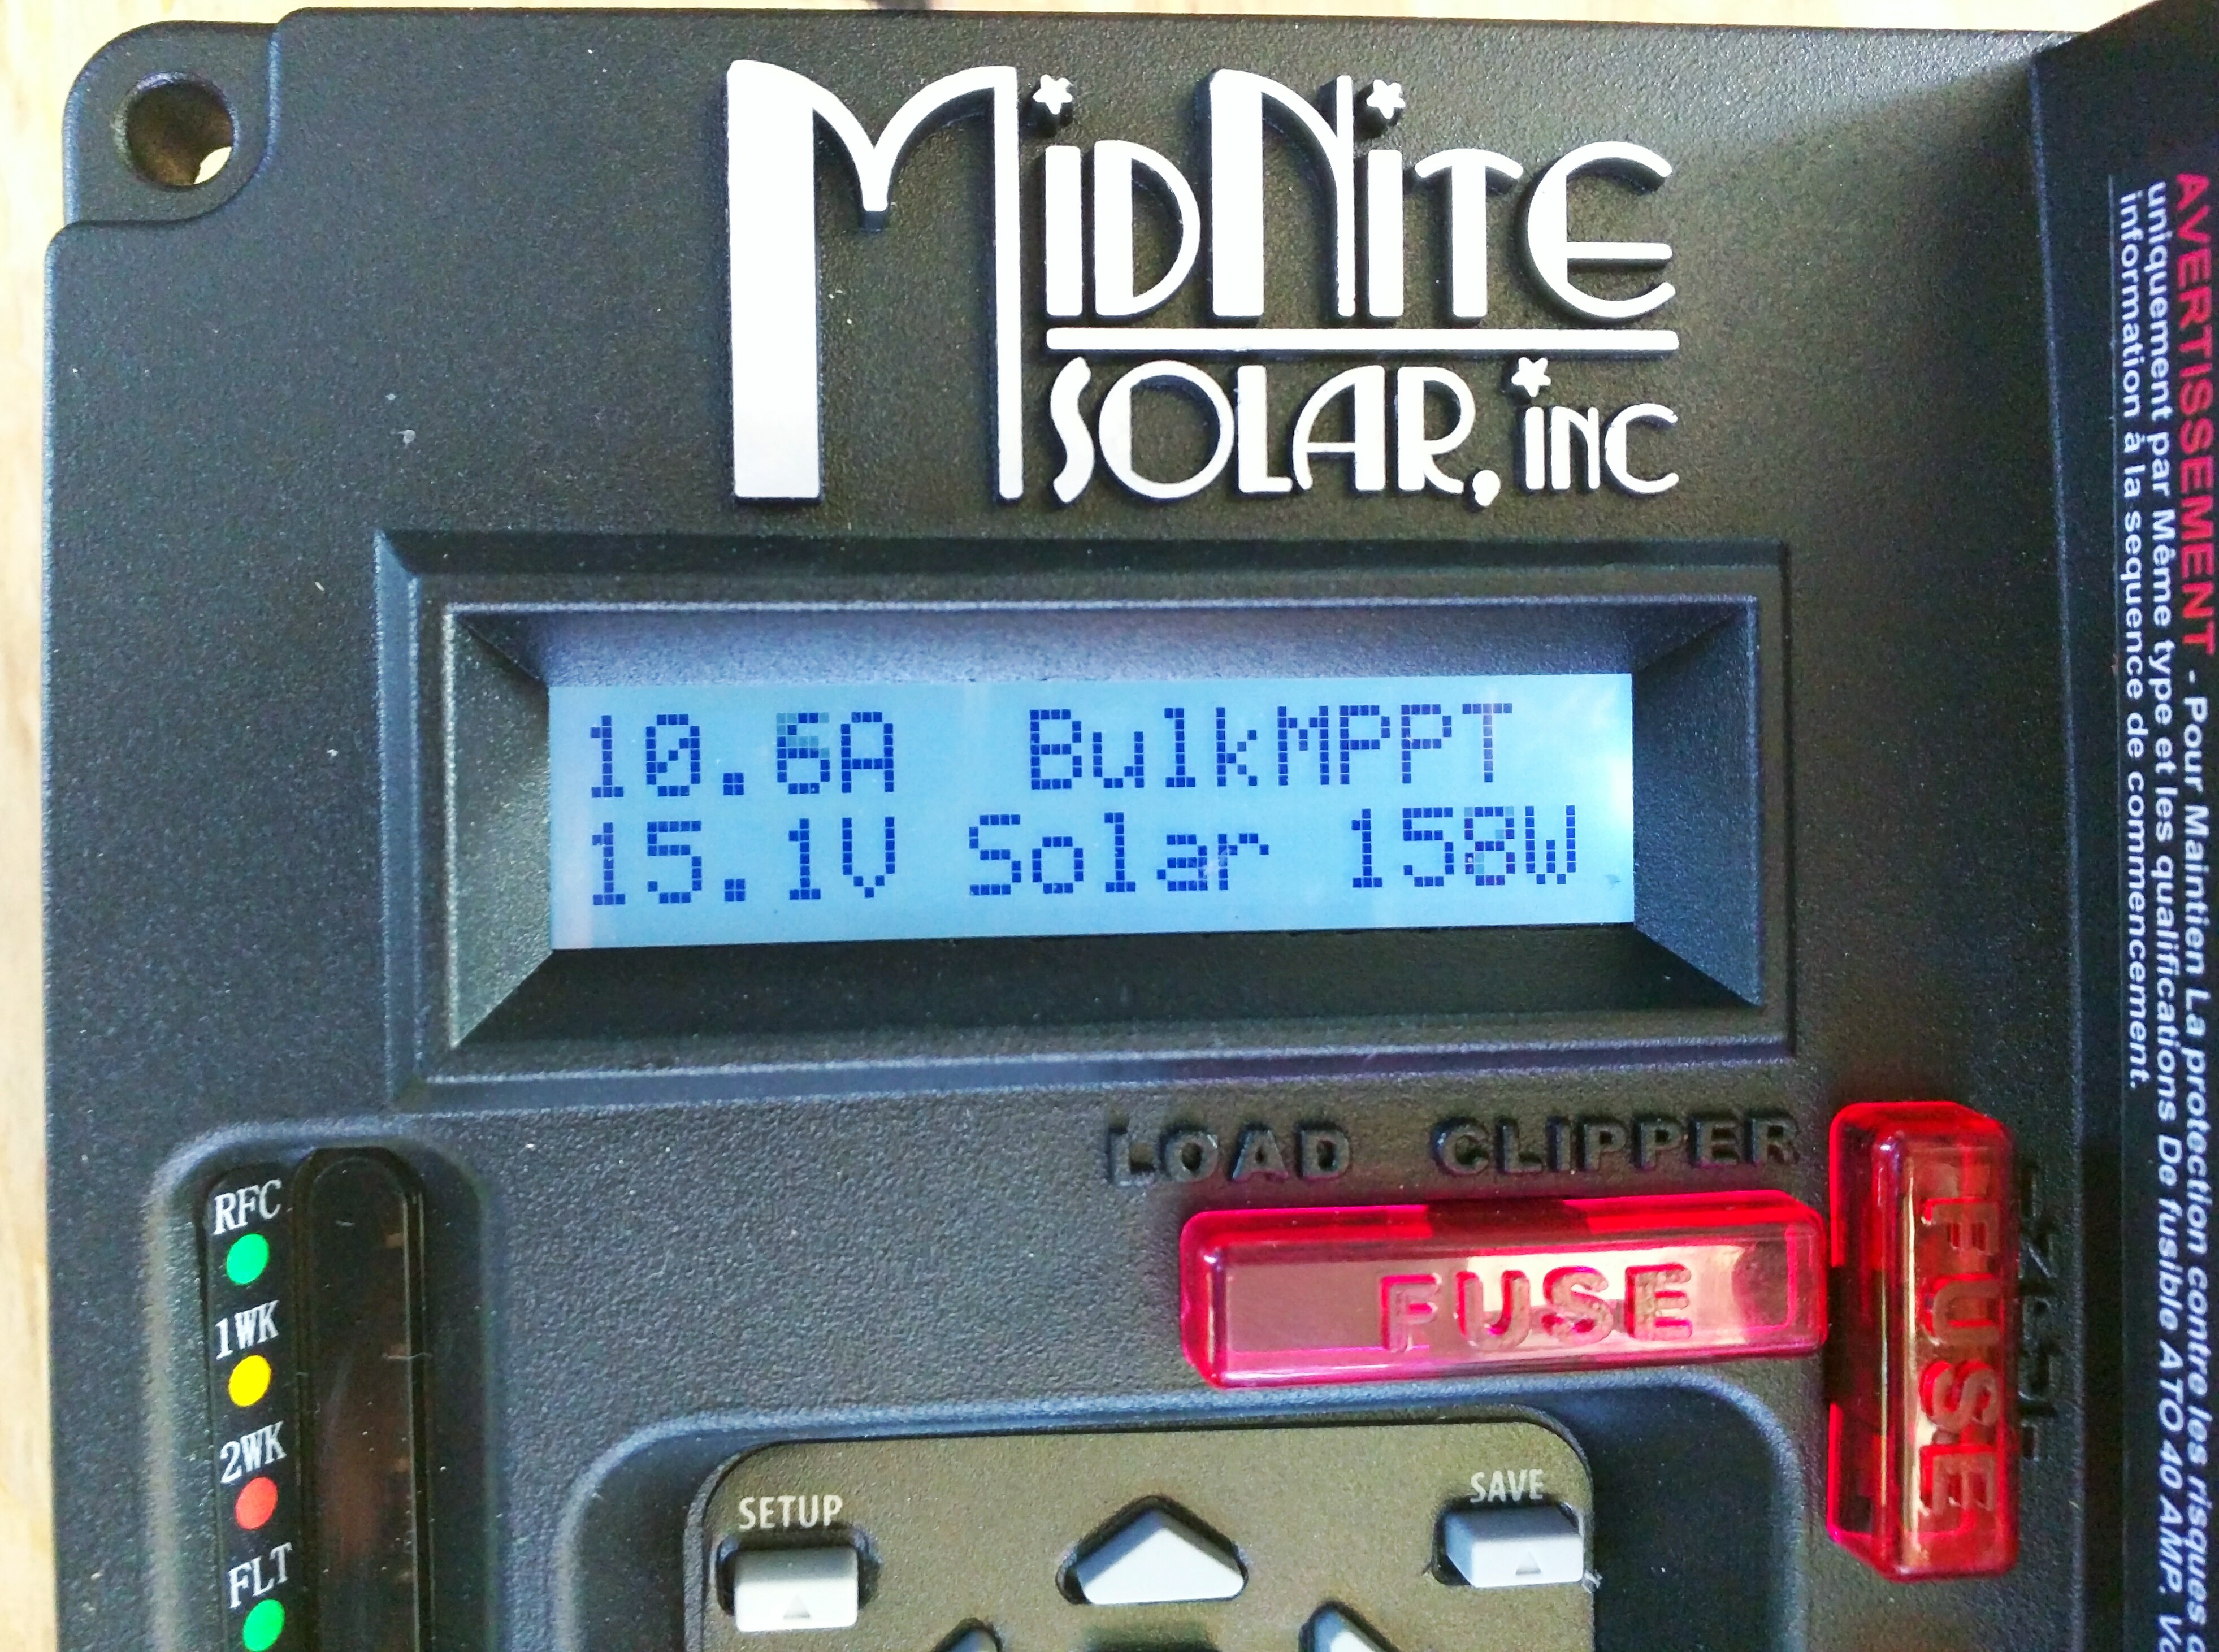 MIDNITE
SOLAR, INC
15.1V Solar 158W
BulkMPPT
LOAD CLIPPER
FUSE
FUSE
RFC
1WK
2WK
FLT
SETUP
SAVE
AVERTISSEMENT - Pour Maintien La protection contre les risques
uniquement par Même type et les qualifications De fusible ATO 40 AMP.
information à la sequence de commencement.